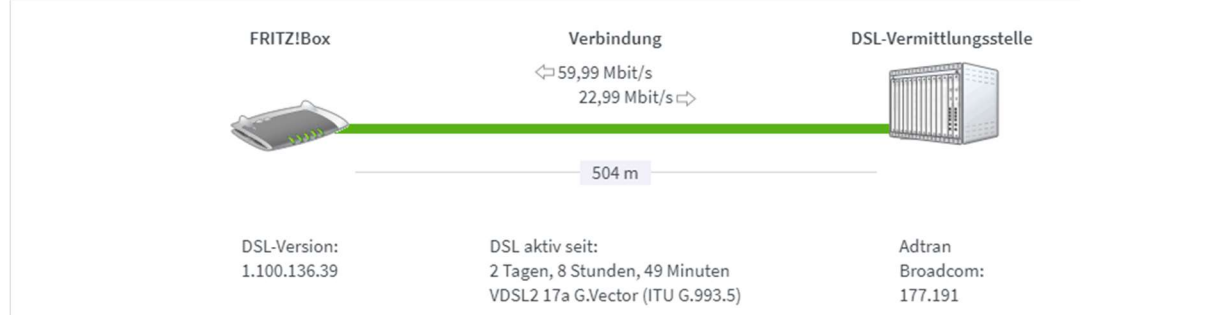 FRITZ!Box
Verbindung
DSL-Vermittlungsstelle
59,99 Mbit/s
22,99 Mbit/s
504 m
DSL-Version:
1.100.136.39
DSL aktiv seit:
2 Tagen, 8 Stunden, 49 Minuten
VDSL2 17a G.Vector (ITU G.993.5)
Adtran
Broadcom:
177.191